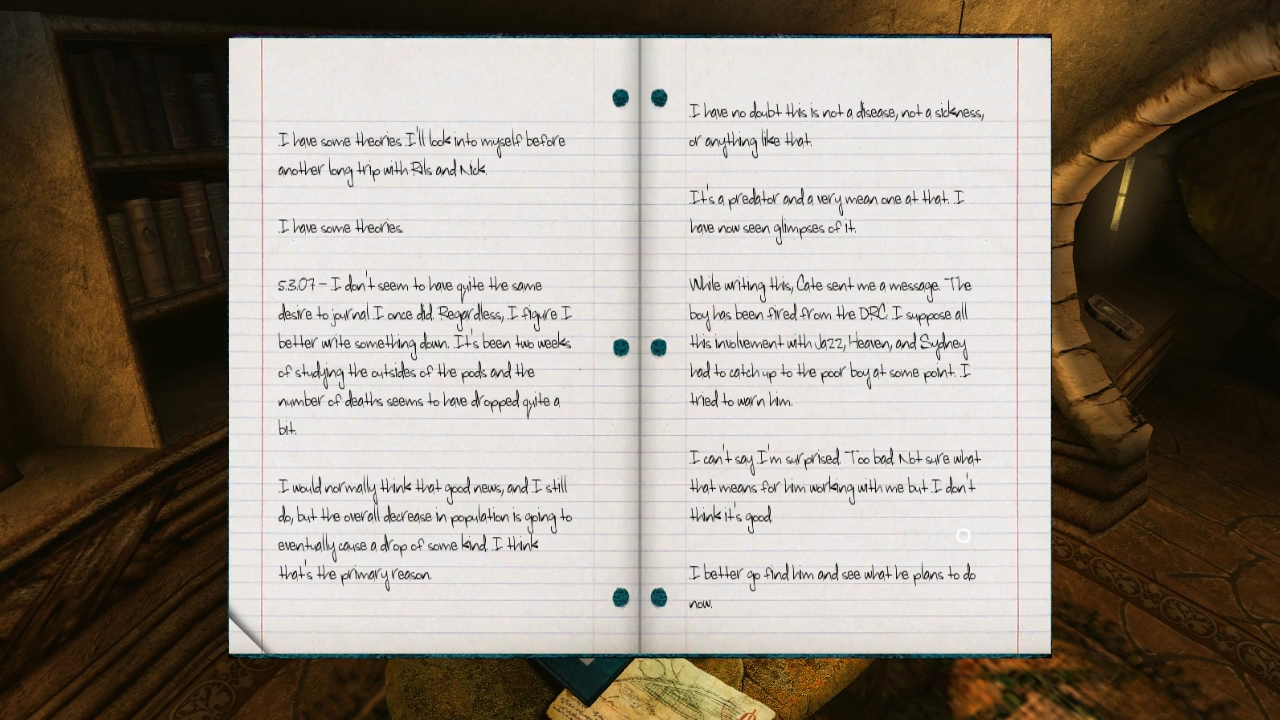 I have some theories I'll look into myself before
another long trip with Rils and Nick.
I have some theories.
5.3.07 - I don't seem to have quite the same
desire to journal I once did. Regardless, I figure I
better write something down. It's been two weeks
of studying the outsides of the pods and the
number of deaths seems to have dropped quite a
bit.
I would normally think that good news, and I still
do, but the overall decrease in population is going to
eventually cause a drop of some kind. I think
that's the primary reason.
I have no doubt this is not a disease, not a sickness,
or anything like that.
It's a predator and a very mean one at that. I
have now seen glimpses of it.
While writing this, Cate sent me a message. The
boy has been fired from the DRC. I suppose all
this involvement with Jazz, Heaven, and Sydney
had to catch up to the poor boy at some point. I
tried to warn him.
I can't say I'm surprised. Too bad. Not sure what
that means for him working with me but I don't
think it's good.
I better go find him and see what he plans to do
now.